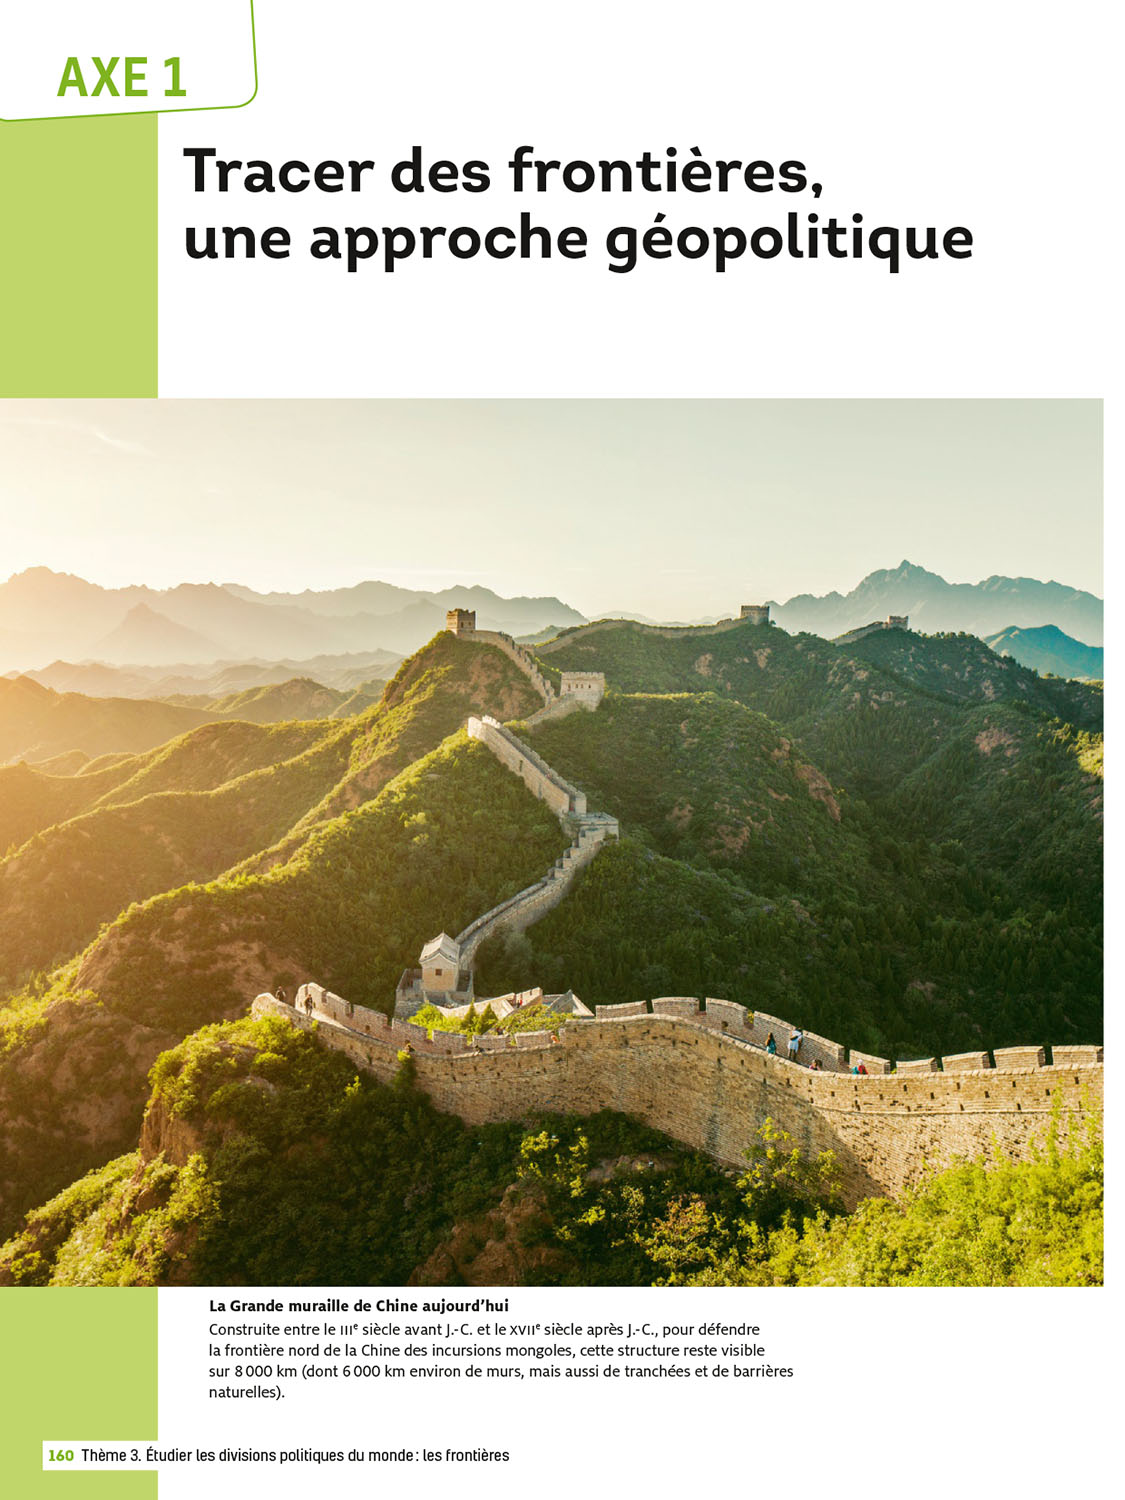 AXE 1
Tracer des frontières,
une approche géopolitique
La Grande muraille de Chine aujourd’hui
Construite entre le IIIe siècle avant J.-C. et le XVIIe siècle après J.-C., pour défendre
la frontière nord de la Chine des incursions mongoles, cette structure reste visible
sur 8 000 km (dont 6 000 km environ de murs, mais aussi de tranchées et de barrières
naturelles).
160 Thème 3. Étudier les divisions politiques du monde : les frontières